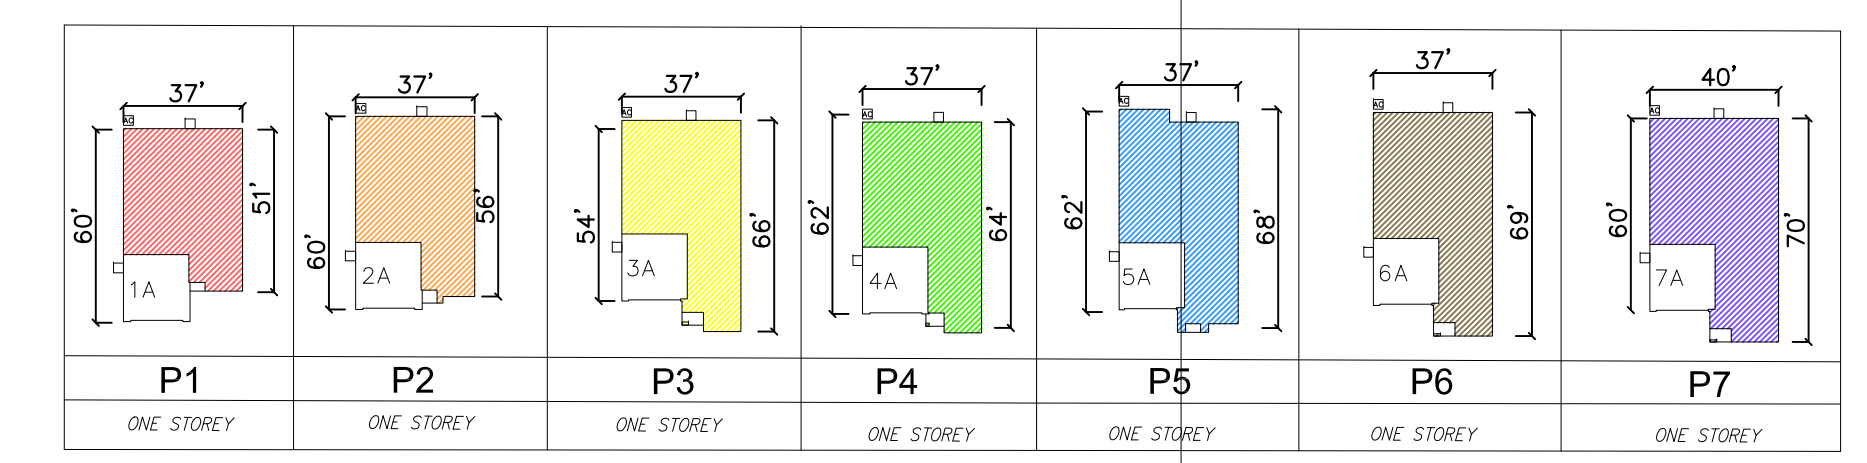 37'
AC
60'
51'
1A
P1
ONE STOREY
37'
AC
60'
56'
2A
P2
ONE STOREY
37'
AC
54'
66'
3A
P3
ONE STOREY
37'
AC
62'
64'
4A
P4
ONE STOREY
37'
AC
62'
68'
5A
P5
ONE STOREY
37'
AC
69'
6A
P6
ONE STOREY
40'
AC
60'
70'
7A
P7
ONE STOREY